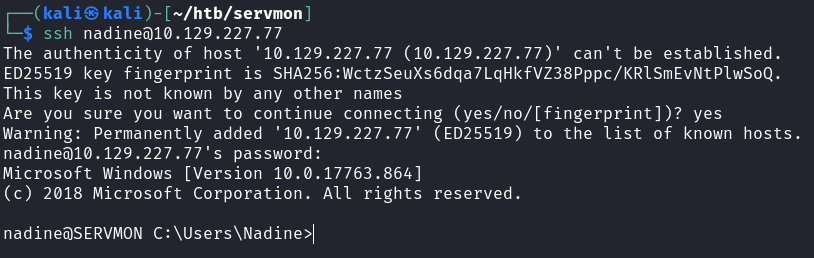 ┌──(kali㉿kali)-[~/htb/servmon]
└─$ ssh nadine@10.129.227.77
The authenticity of host '10.129.227.77 (10.129.227.77)' can't be established.
ED25519 key fingerprint is SHA256:WctzSeuXs6dqa7LqHkfVZ38Pppc/KRlSmEvNtPlwSoQ.
This key is not known by any other names
Are you sure you want to continue connecting (yes/no/[fingerprint])? yes
Warning: Permanently added '10.129.227.77' (ED25519) to the list of known hosts.
nadine@10.129.227.77's password:
Microsoft Windows [Version 10.0.17763.864]
(c) 2018 Microsoft Corporation. All rights reserved.
nadine@SERVMON C:\Users\Nadine>